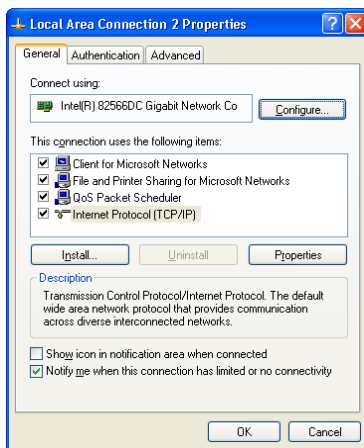 Local Area Connection 2 Properties
General Authentication Advanced
Connect using:
Intel(R) 82566DC Gigabit Network Co
Configure...
This connection uses the following items:
Client for Microsoft Networks
File and Printer Sharing for Microsoft Networks
QoS Packet Scheduler
Internet Protocol (TCP/IP)
Install... Uninstall Properties
Description
Transmission Control Protocol/Internet Protocol. The default
wide area network protocol that provides communication
across diverse interconnected networks.
Show icon in notification area when connected
Notify me when this connection has limited or no connectivity
OK Cancel